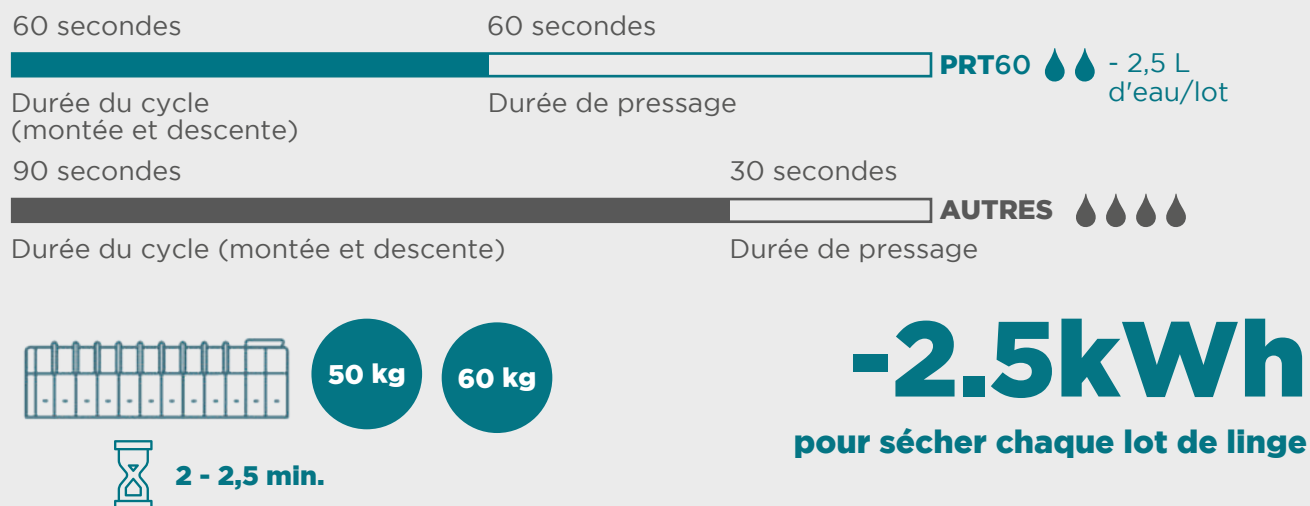 60 secondes
60 secondes
PRT60
- 2,5 L
d'eau/lot
Durée du cycle
(montée et descente)
Durée de pressage
90 secondes
30 secondes
AUTRES
Durée du cycle (montée et descente)
Durée de pressage
50 kg
60 kg
2 - 2,5 min.
-2.5kWh
pour sécher chaque lot de linge